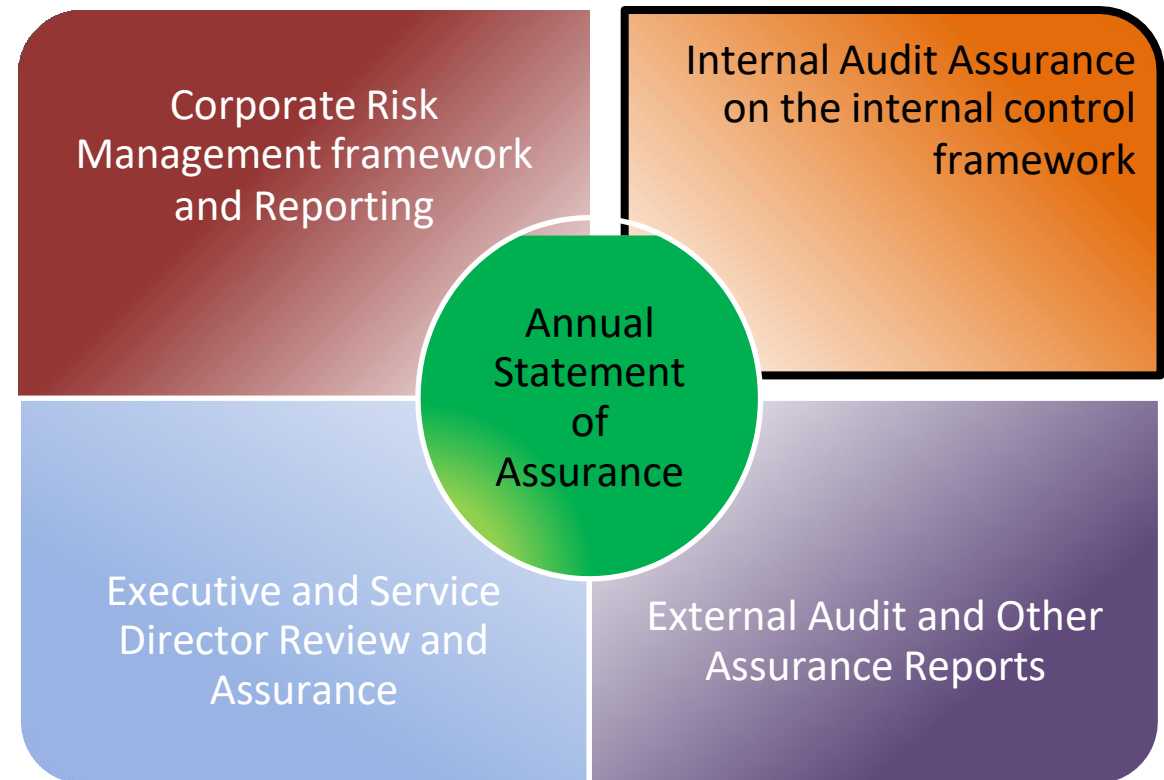 Corporate Risk
Management framework
and Reporting
Internal Audit Assurance
on the internal control
framework
Annual
Statement
of
Assurance
Executive and Service
Director Review and
Assurance
External Audit and Other
Assurance Reports